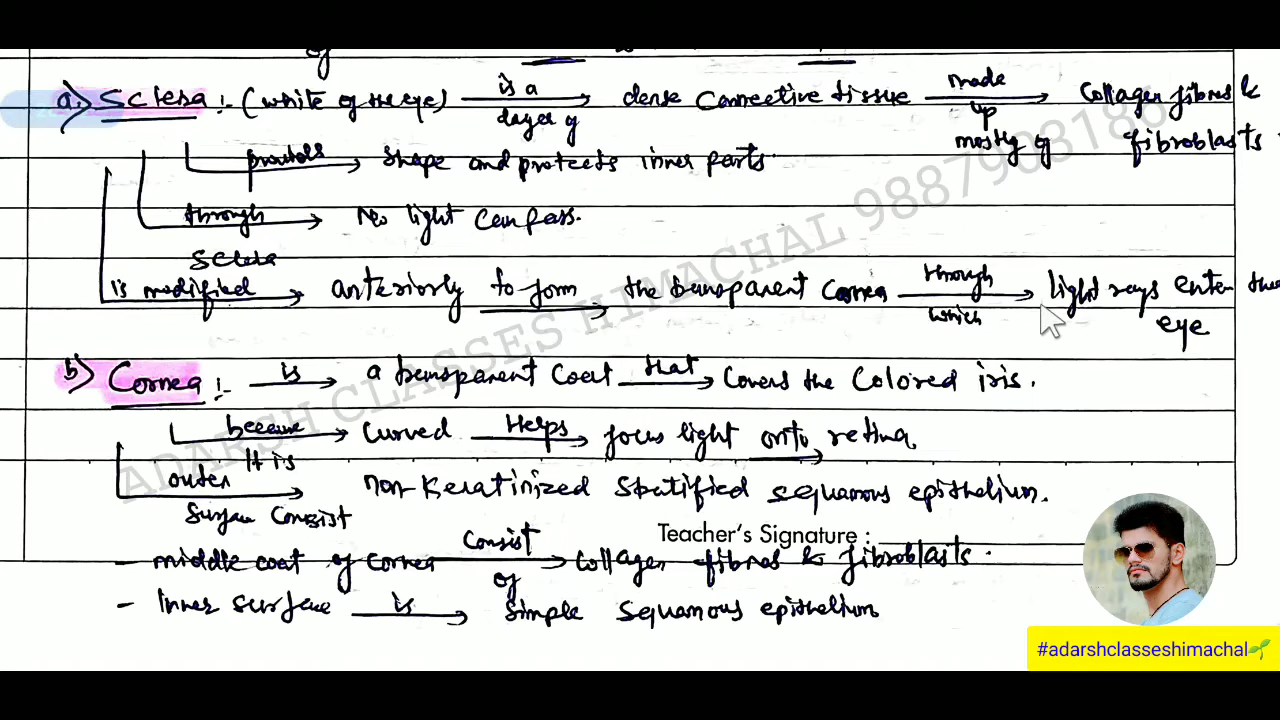 of
a) Sclera :- (white of the eye) is a layer of dense Connective tissue made up mostly of Collagen fibres & fibroblasts.
provides shape and protects inner parts.
through sclera No light Can pass.
is modified anteriorly to form the transparent Cornea through which light rays enter the eye
b) Cornea :- is a transparent Coat that Covers the Colored iris.
because It is Curved Helps focus light onto retina
outer Surface Consist non-Keratinized Stratified squamous epithelium.
Teacher's Signature :
- middle coat of Cornea Consist of Collagen fibres & fibroblasts.
- Inner surface is Simple squamous epithelium
ADARSH CLASSES HIMACHAL 9887908186
#adarshclasseshimachal🌱